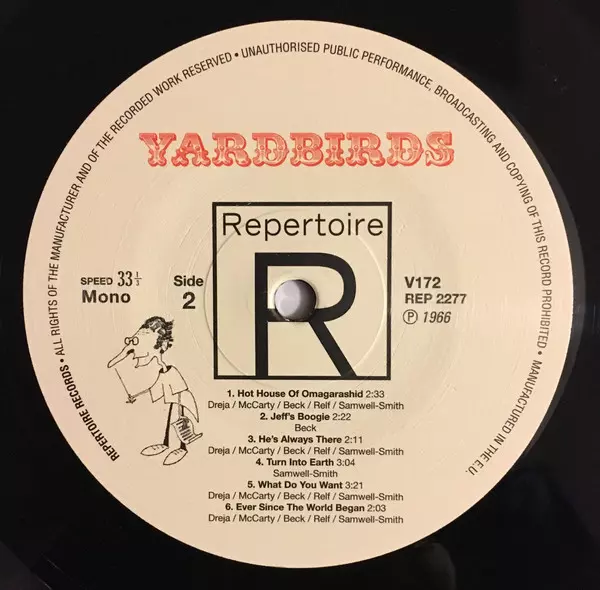 REPERTOIRE RECORDS • ALL RIGHTS OF THE MANUFACTURER AND OF THE RECORDED WORK RESERVED • UNAUTHORISED PUBLIC PERFORMANCE, BROADCASTING AND COPYING OF THIS RECORD PROHIBITED • MANUFACTURED IN THE E.U.
YARDBIRDS
Repertoire
R
SPEED 33 1/3
Mono
Side
2
V172
REP 2277
Ⓟ 1966
1. Hot House Of Omagarashid 2:33
Dreja / McCarty / Beck / Relf / Samwell-Smith
2. Jeff's Boogie 2:22
Beck
3. He's Always There 2:11
Dreja / McCarty / Beck / Relf / Samwell-Smith
4. Turn Into Earth 3:04
Samwell-Smith
5. What Do You Want 3:21
Dreja / McCarty / Beck / Relf / Samwell-Smith
6. Ever Since The World Began 2:03
Dreja / McCarty / Beck / Relf / Samwell-Smith